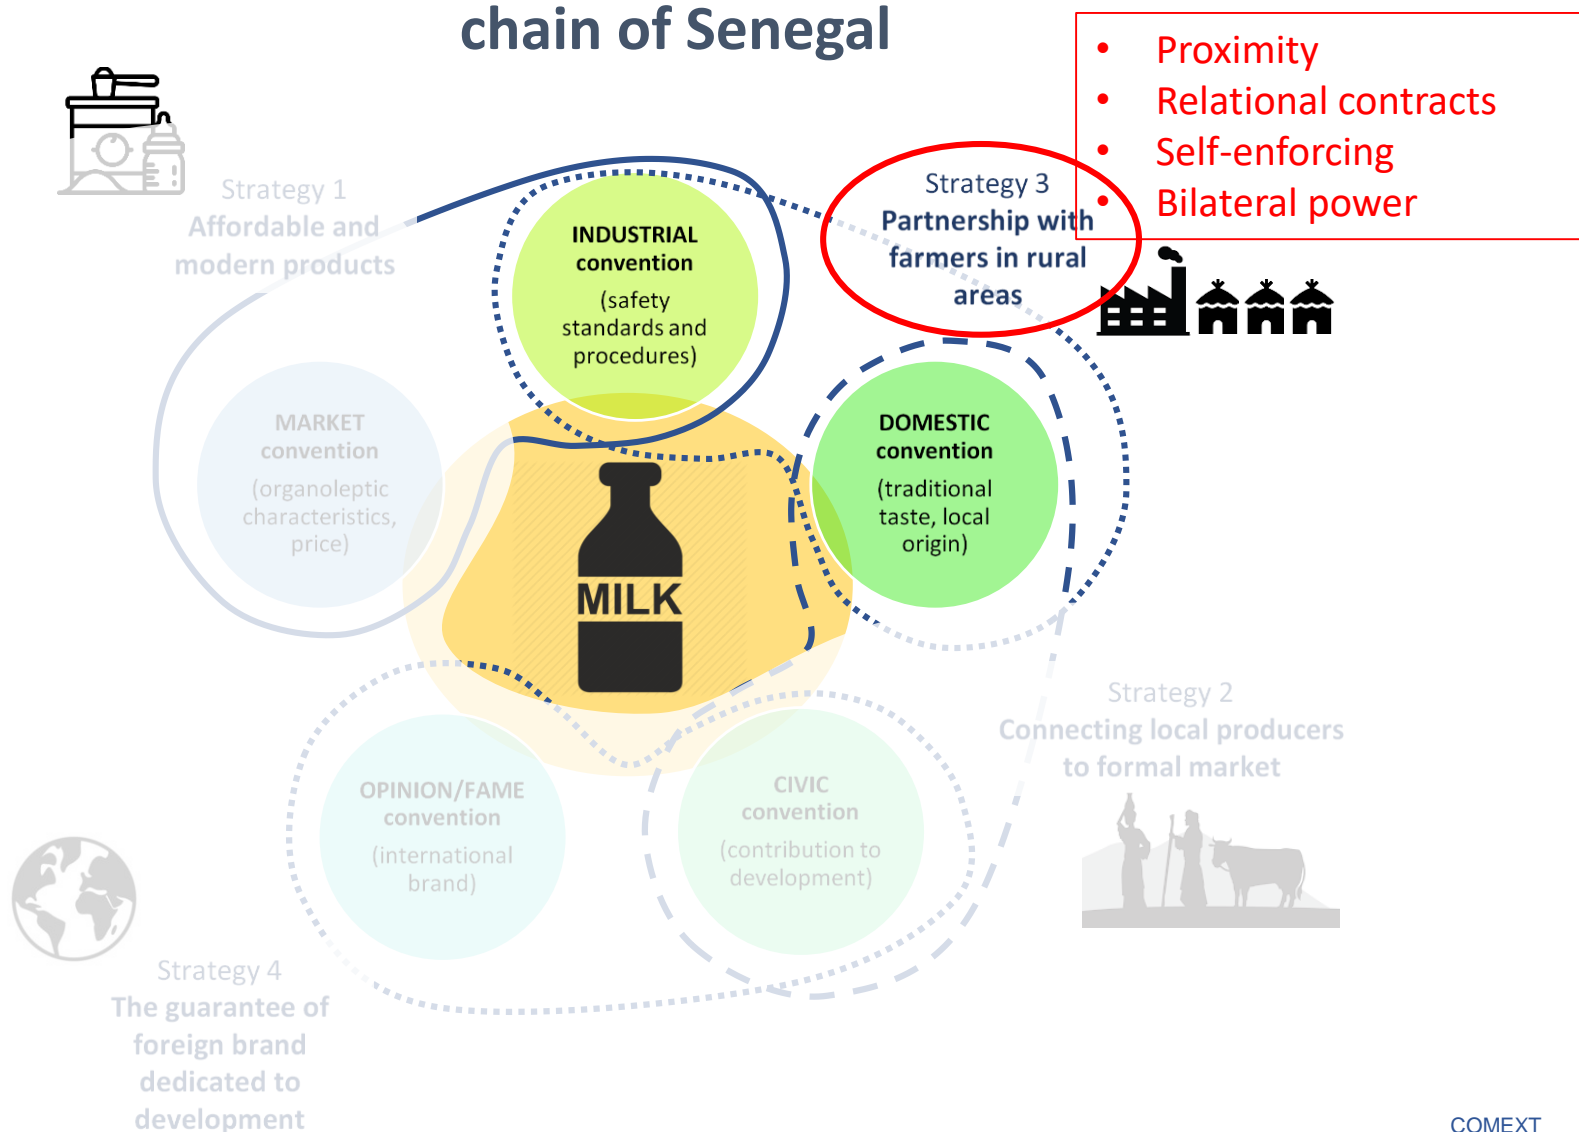 chain of Senegal
• Proximity
• Relational contracts
• Self-enforcing
• Bilateral power
Strategy 1
Affordable and
modern products
INDUSTRIAL
convention
(safety
standards and
procedures)
Strategy 3
Partnership with
farmers in rural
areas
MARKET
convention
(organoleptic
characteristics,
price)
DOMESTIC
convention
(traditional
taste, local
origin)
MILK
Strategy 2
Connecting local producers
to formal market
OPINION/FAME
convention
(international
brand)
CIVIC
convention
(contribution to
development)
Strategy 4
The guarantee of
foreign brand
dedicated to
development
COMEXT